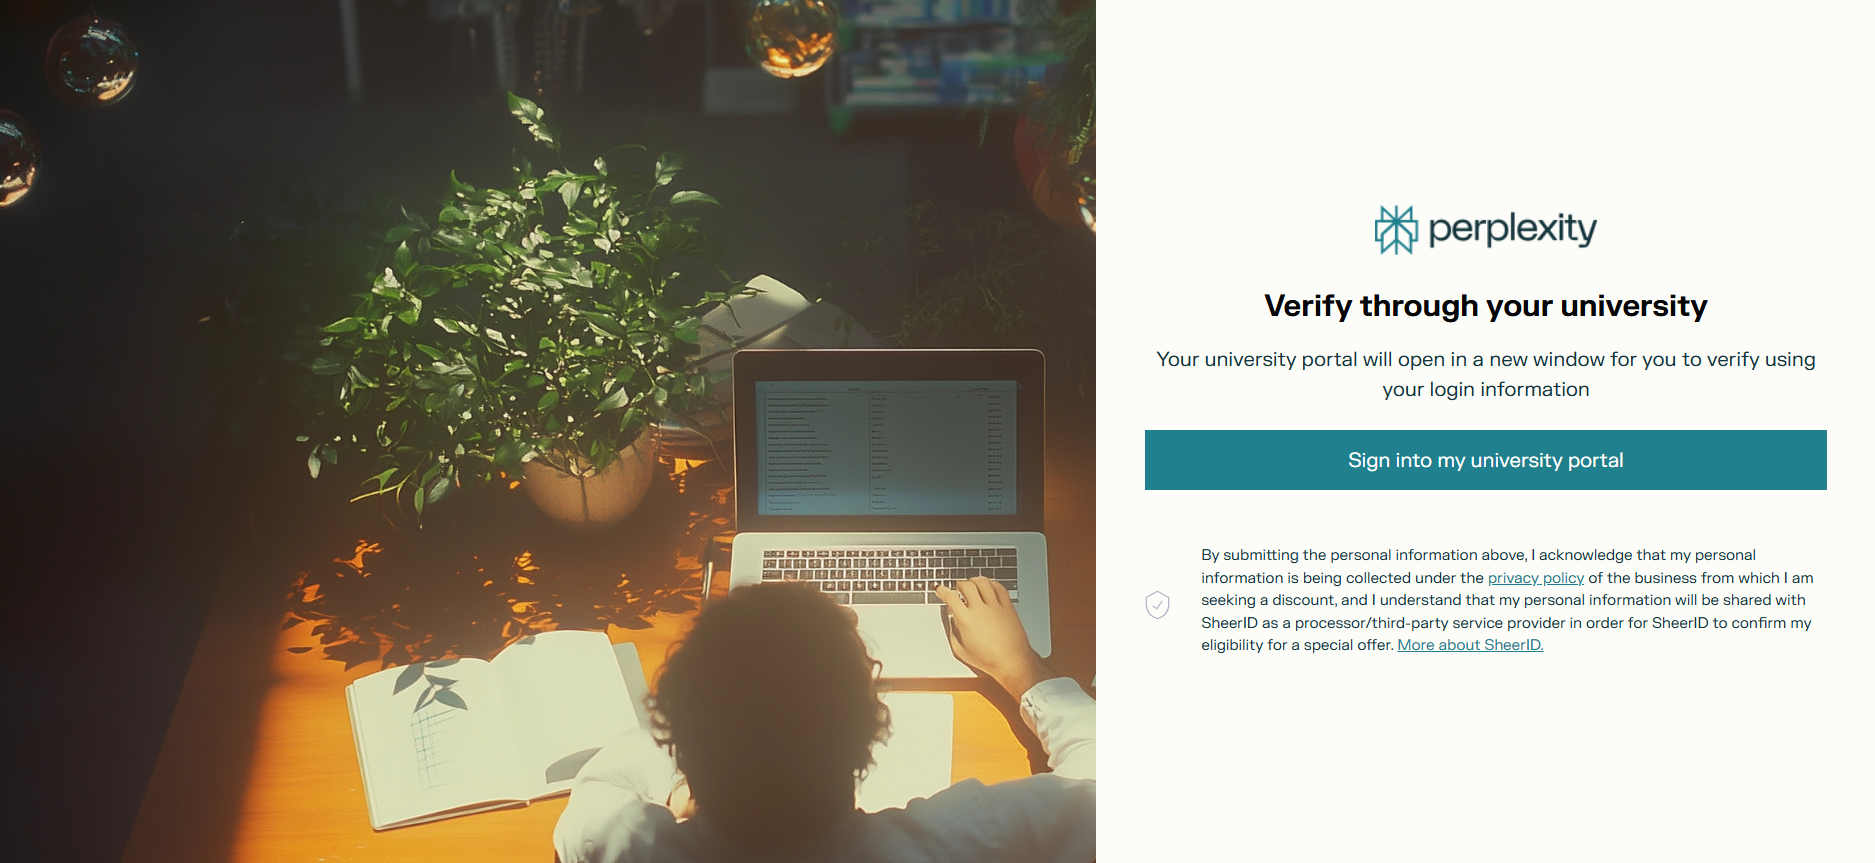 perplexity
Verify through your university
Your university portal will open in a new window for you to verify using
your login information
Sign into my university portal
By submitting the personal information above, I acknowledge that my personal
information is being collected under the privacy policy of the business from which I am
seeking a discount, and I understand that my personal information will be shared with
SheerID as a processor/third-party service provider in order for SheerID to confirm my
eligibility for a special offer. More about SheerID.